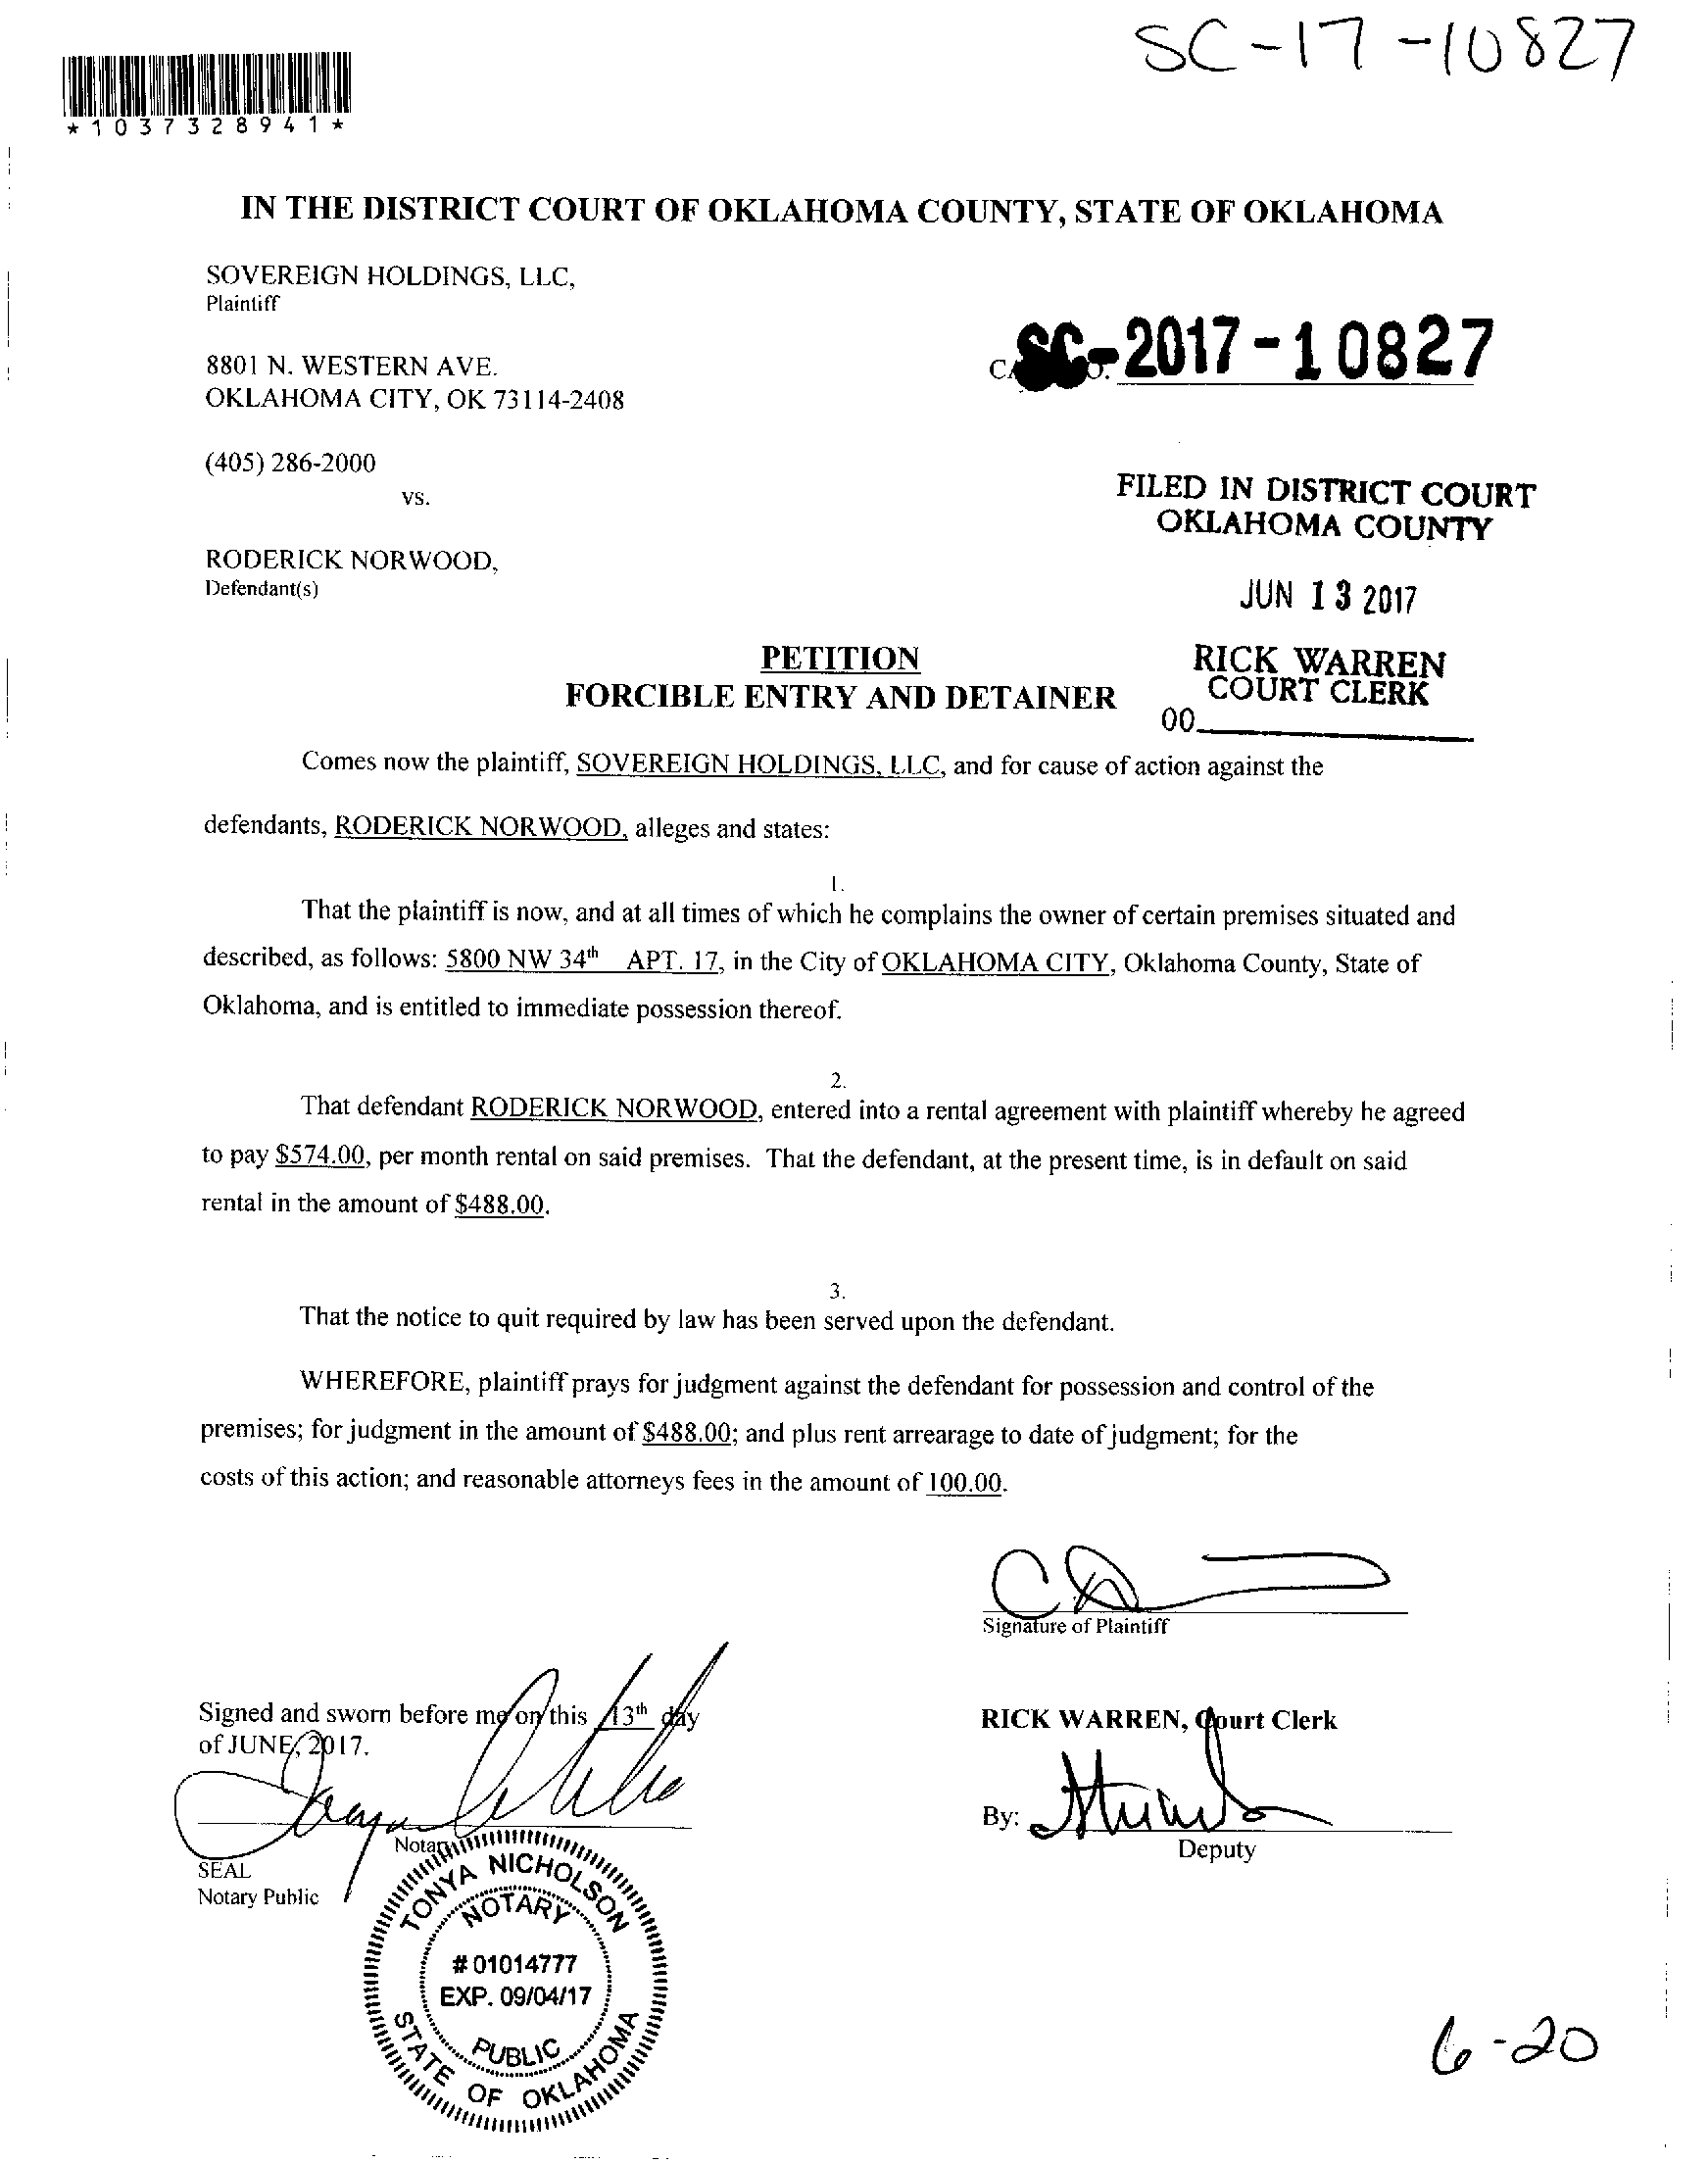 SC-17-10827
*1037328941*
IN THE DISTRICT COURT OF OKLAHOMA COUNTY, STATE OF OKLAHOMA
SOVEREIGN HOLDINGS, LLC,
Plaintiff
8801 N. WESTERN AVE.
OKLAHOMA CITY, OK 73114-2408
SC-2017-10827
(405) 286-2000
vs.
FILED IN DISTRICT COURT
OKLAHOMA COUNTY
RODERICK NORWOOD,
Defendant(s)
JUN 13 2017
RICK WARREN
COURT CLERK
00
PETITION
FORCIBLE ENTRY AND DETAINER
Comes now the plaintiff, SOVEREIGN HOLDINGS, LLC, and for cause of action against the
defendants, RODERICK NORWOOD, alleges and states:
1.
That the plaintiff is now, and at all times of which he complains the owner of certain premises situated and
described, as follows: 5800 NW 34th APT. 17, in the City of OKLAHOMA CITY, Oklahoma County, State of
Oklahoma, and is entitled to immediate possession thereof.
2.
That defendant RODERICK NORWOOD, entered into a rental agreement with plaintiff whereby he agreed
to pay $574.00, per month rental on said premises. That the defendant, at the present time, is in default on said
rental in the amount of $488.00.
3.
That the notice to quit required by law has been served upon the defendant.
WHEREFORE, plaintiff prays for judgment against the defendant for possession and control of the
premises; for judgment in the amount of $488.00; and plus rent arrearage to date of judgment; for the
costs of this action; and reasonable attorneys fees in the amount of 100.00.
Signature of Plaintiff
Signed and sworn before me on this 13th day
of JUNE, 2017.
RICK WARREN, Court Clerk
By:
Deputy
Notary
SEAL
Notary Public
TONYA NICHOLSON
NOTARY
# 01014777
EXP. 09/04/17
PUBLIC
STATE OF OKLAHOMA
6-20